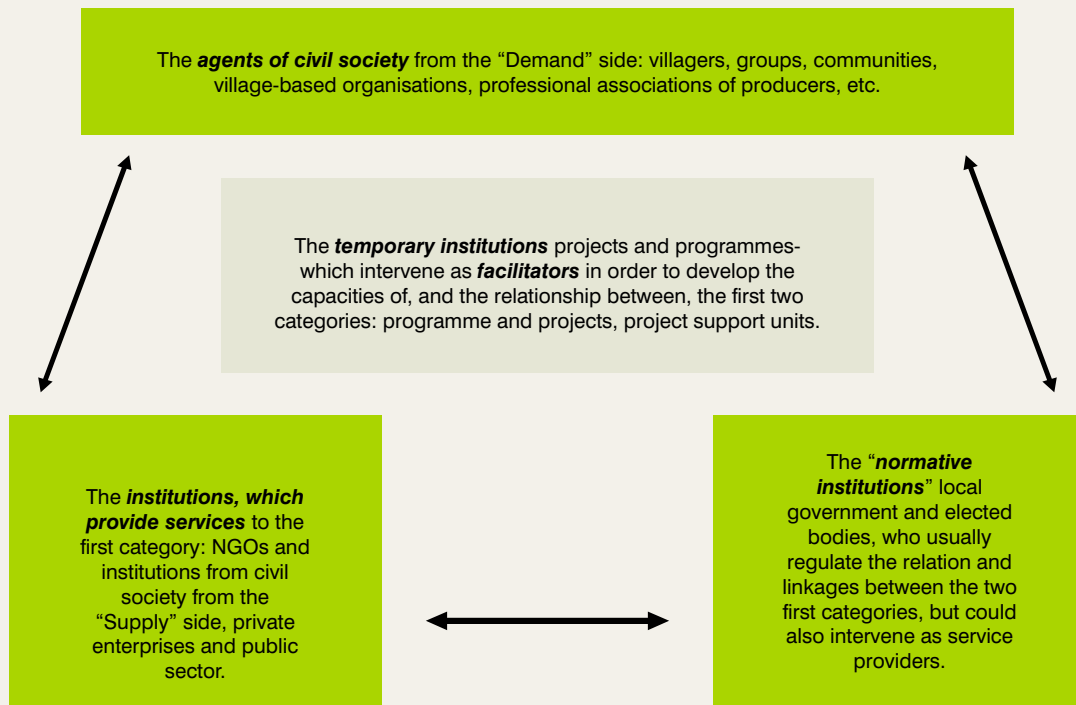 The agents of civil society from the “Demand” side: villagers, groups, communities,
village-based organisations, professional associations of producers, etc.
The temporary institutions projects and programmes-
which intervene as facilitators in order to develop the
capacities of, and the relationship between, the first two
categories: programme and projects, project support units.
The institutions, which
provide services to the
first category: NGOs and
institutions from civil
society from the
“Supply” side, private
enterprises and public
sector.
The “normative
institutions” local
government and elected
bodies, who usually
regulate the relation and
linkages between the two
first categories, but could
also intervene as service
providers.